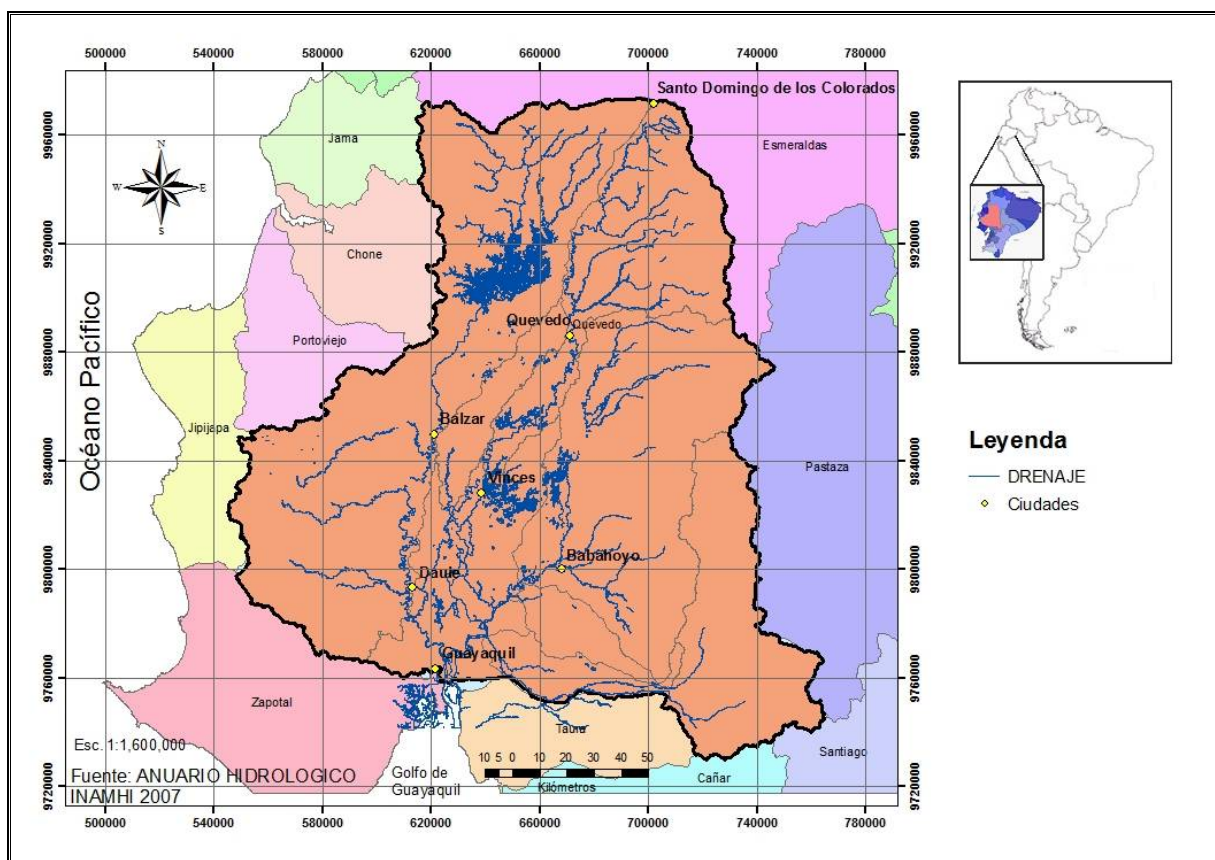 500000 540000 580000 620000 660000 700000 740000 780000
Santo Domingo de los Colorados
9960000 9960000
Jama
Esmeraldas
N
W E
S
9920000 9920000
Chone
Quevedo
Quevedo
9880000 9880000
Portoviejo
Océano Pacífico
Balzar
Jipijapa
Leyenda
9840000 9840000
Pastaza
DRENAJE
Vinces
Ciudades
Babahoyo
9800000 9800000
Daule
Guayaquil
9760000 9760000
Zapotal
Taura
Esc. 1:1,600,000
10 5 0 10 20 30 40 50
Santiago
Fuente: ANUARIO HIDROLOGICO
INAMHI 2007
Golfo de
Guayaquil
Kilómetros
Cañar
9720000 9720000
500000 540000 580000 620000 660000 700000 740000 780000